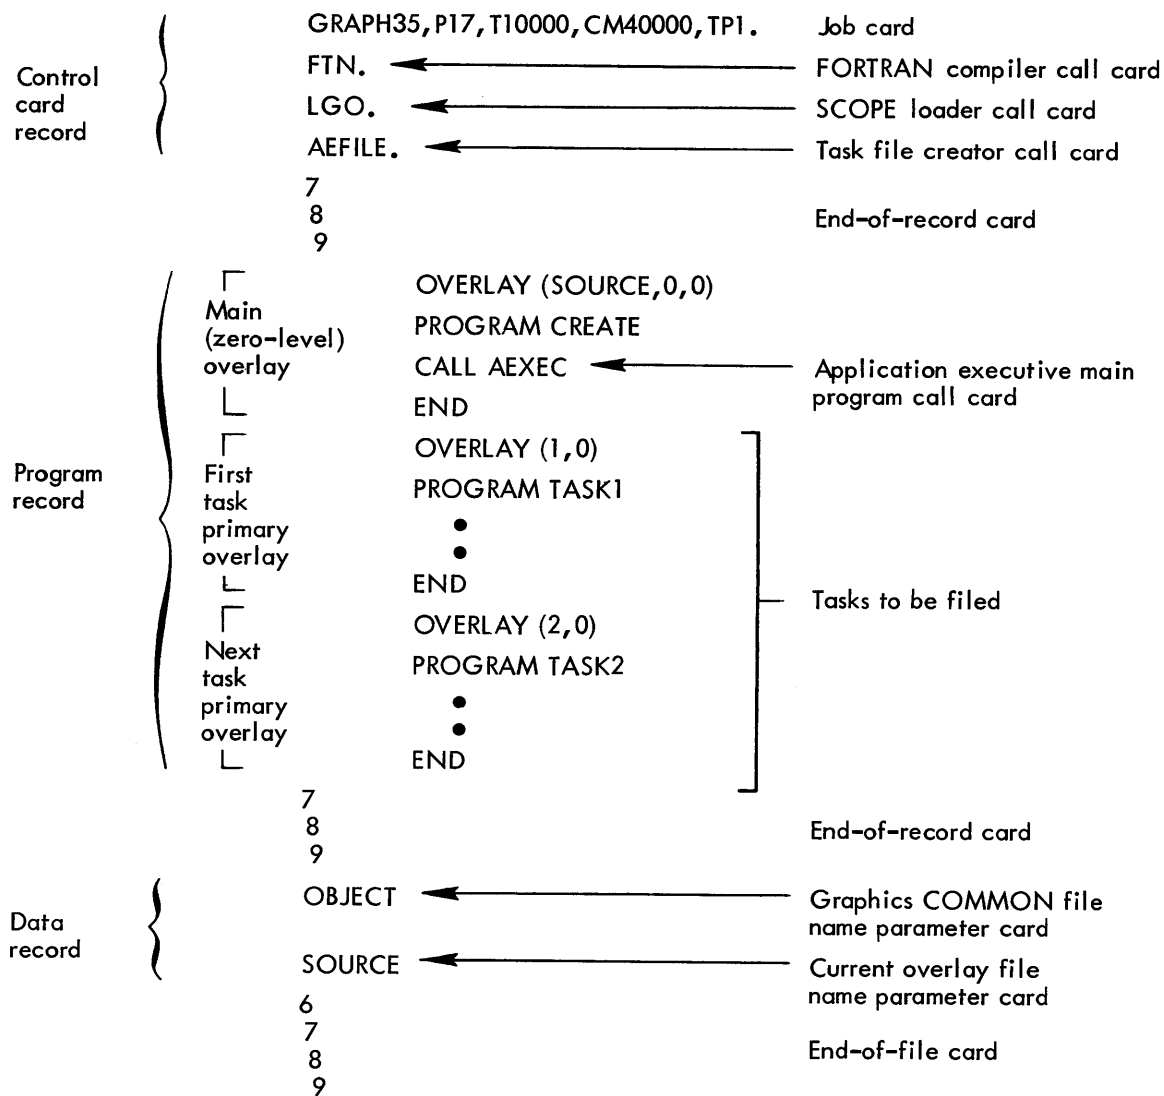 GRAPH35,P17,T10000,CM40000,TP1. Job card
Control
card
record
FTN. FORTRAN compiler call card
LGO. SCOPE loader call card
AEFILE. Task file creator call card
7
8 End-of-record card
9
Program
record
Main
(zero-level)
overlay
OVERLAY (SOURCE,0,0)
PROGRAM CREATE
CALL AEXEC Application executive main
program call card
END
First
task
primary
overlay
OVERLAY (1,0)
PROGRAM TASK1
•
•
END
Tasks to be filed
Next
task
primary
overlay
OVERLAY (2,0)
PROGRAM TASK2
•
•
END
7
8 End-of-record card
9
Data
record
OBJECT Graphics COMMON file
name parameter card
SOURCE Current overlay file
name parameter card
6
7
8 End-of-file card
9